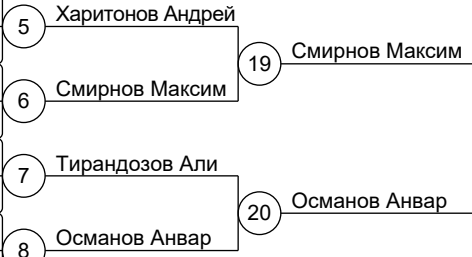 5 Харитонов Андрей
19 Смирнов Максим
6 Смирнов Максим
7 Тирандозов Али
20 Османов Анвар
8 Османов Анвар